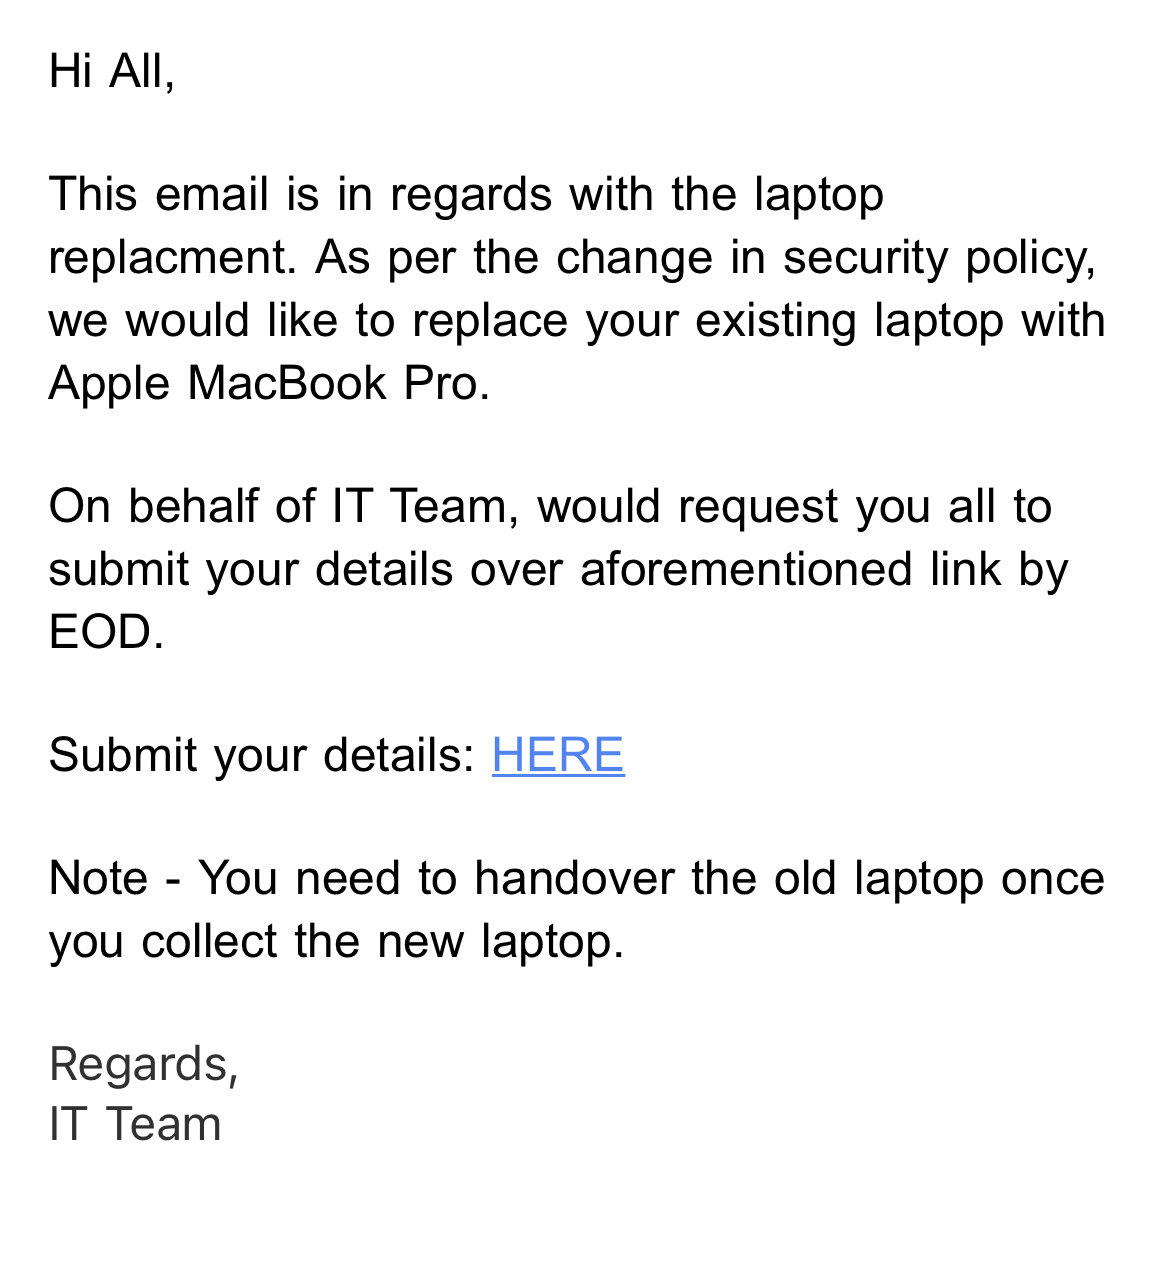 Hi All,
This email is in regards with the laptop
replacment. As per the change in security policy,
we would like to replace your existing laptop with
Apple MacBook Pro.
On behalf of IT Team, would request you all to
submit your details over aforementioned link by
EOD.
Submit your details: HERE
Note - You need to handover the old laptop once
you collect the new laptop.
Regards,
IT Team